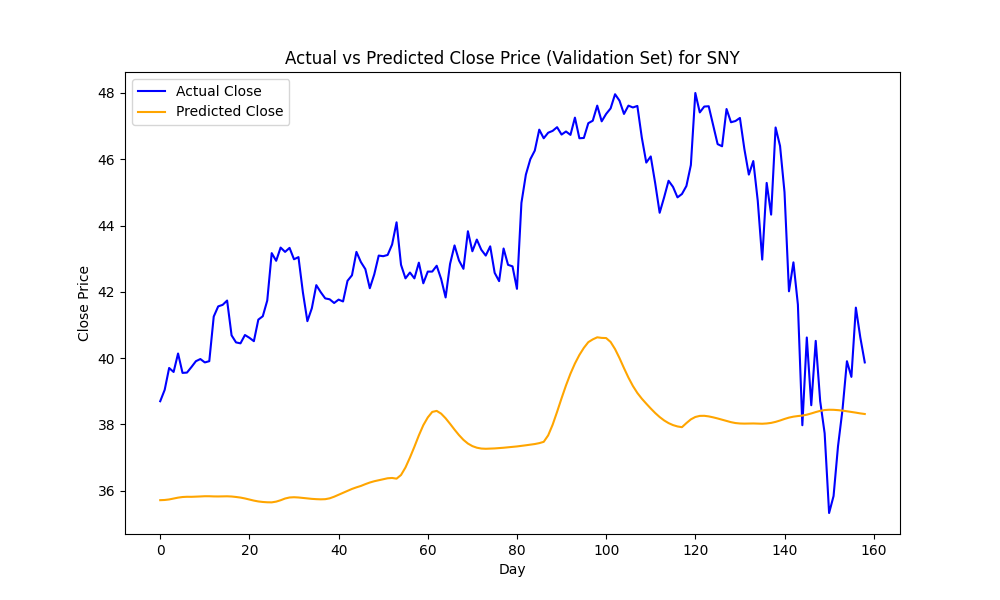 Actual vs Predicted Close Price (Validation Set) for SNY
Actual Close
Predicted Close
Close Price
48
46
44
42
40
38
36
0 20 40 60 80 100 120 140 160
Day